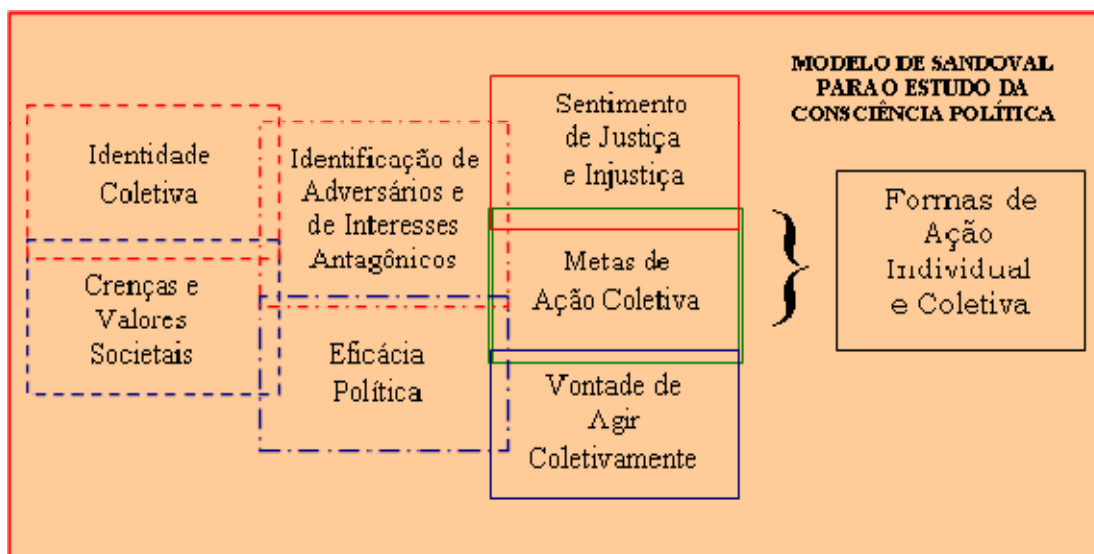 MODELO DE SANDOVAL
PARA O ESTUDO DA
CONSCIÊNCIA POLÍTICA
Identidade
Coletiva
Crenças e
Valores
Societais
Identificação de
Adversários e
de Interesses
Antagônicos
Eficácia
Política
Sentimento
de Justiça
e Injustiça
Metas de
Ação Coletiva
Vontade de
Agir
Coletivamente
Formas de
Ação
Individual
e Coletiva